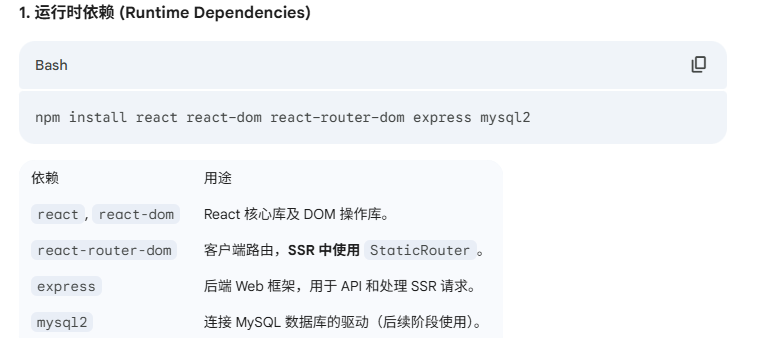 1. 运行时依赖 (Runtime Dependencies)
Bash
npm install react react-dom react-router-dom express mysql2
依赖 用途
react, react-dom React 核心库及 DOM 操作库。
react-router-dom 客户端路由，SSR 中使用 StaticRouter。
express 后端 Web 框架，用于 API 和处理 SSR 请求。
mysql2 连接 MySQL 数据库的驱动（后续阶段使用）。